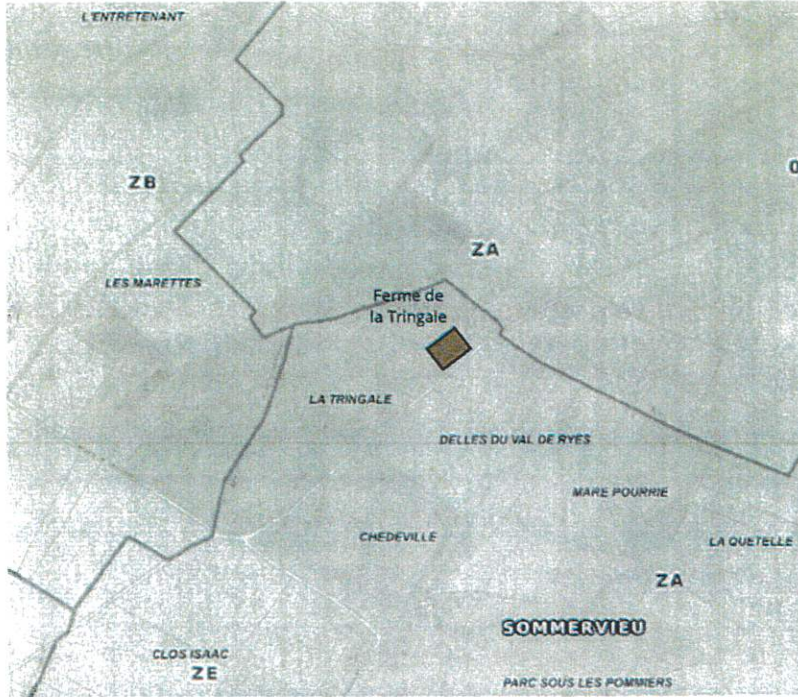 L'ENTRETENANT
ZB
ZA
LES MARETTES
Ferme de
la Tringale
LA TRINGALE
DELLES DU VAL DE RYES
MARE POURRIE
CHEDEVILLE
LA QUETELLE
ZA
SOMMERVIEU
CLOS ISAAC
ZE
PARC SOUS LES POMMIERS